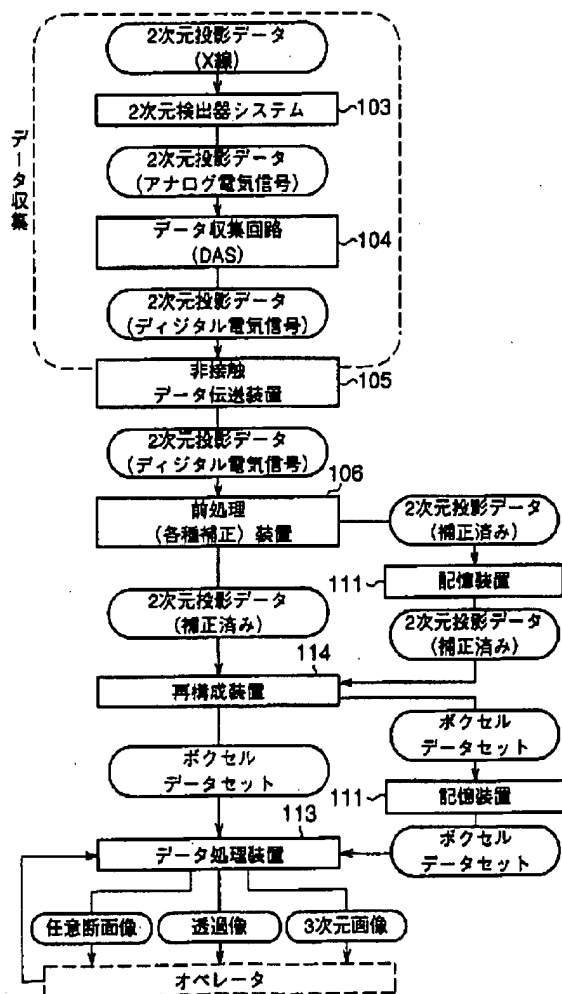 2次元投影データ
(X線)
2次元検出器システム
103
データ収集
2次元投影データ
(アナログ電気信号)
データ収集回路
(DAS)
104
2次元投影データ
(ディジタル電気信号)
非接触
データ伝送装置
105
2次元投影データ
(ディジタル電気信号)
106
前処理
(各種補正)装置
2次元投影データ
(補正済み)
111
記憶装置
2次元投影データ
(補正済み)
2次元投影データ
(補正済み)
114
再構成装置
ボクセル
データセット
ボクセル
データセット
111
記憶装置
113
データ処理装置
ボクセル
データセット
任意断面像
透過像
3次元画像
オペレータ